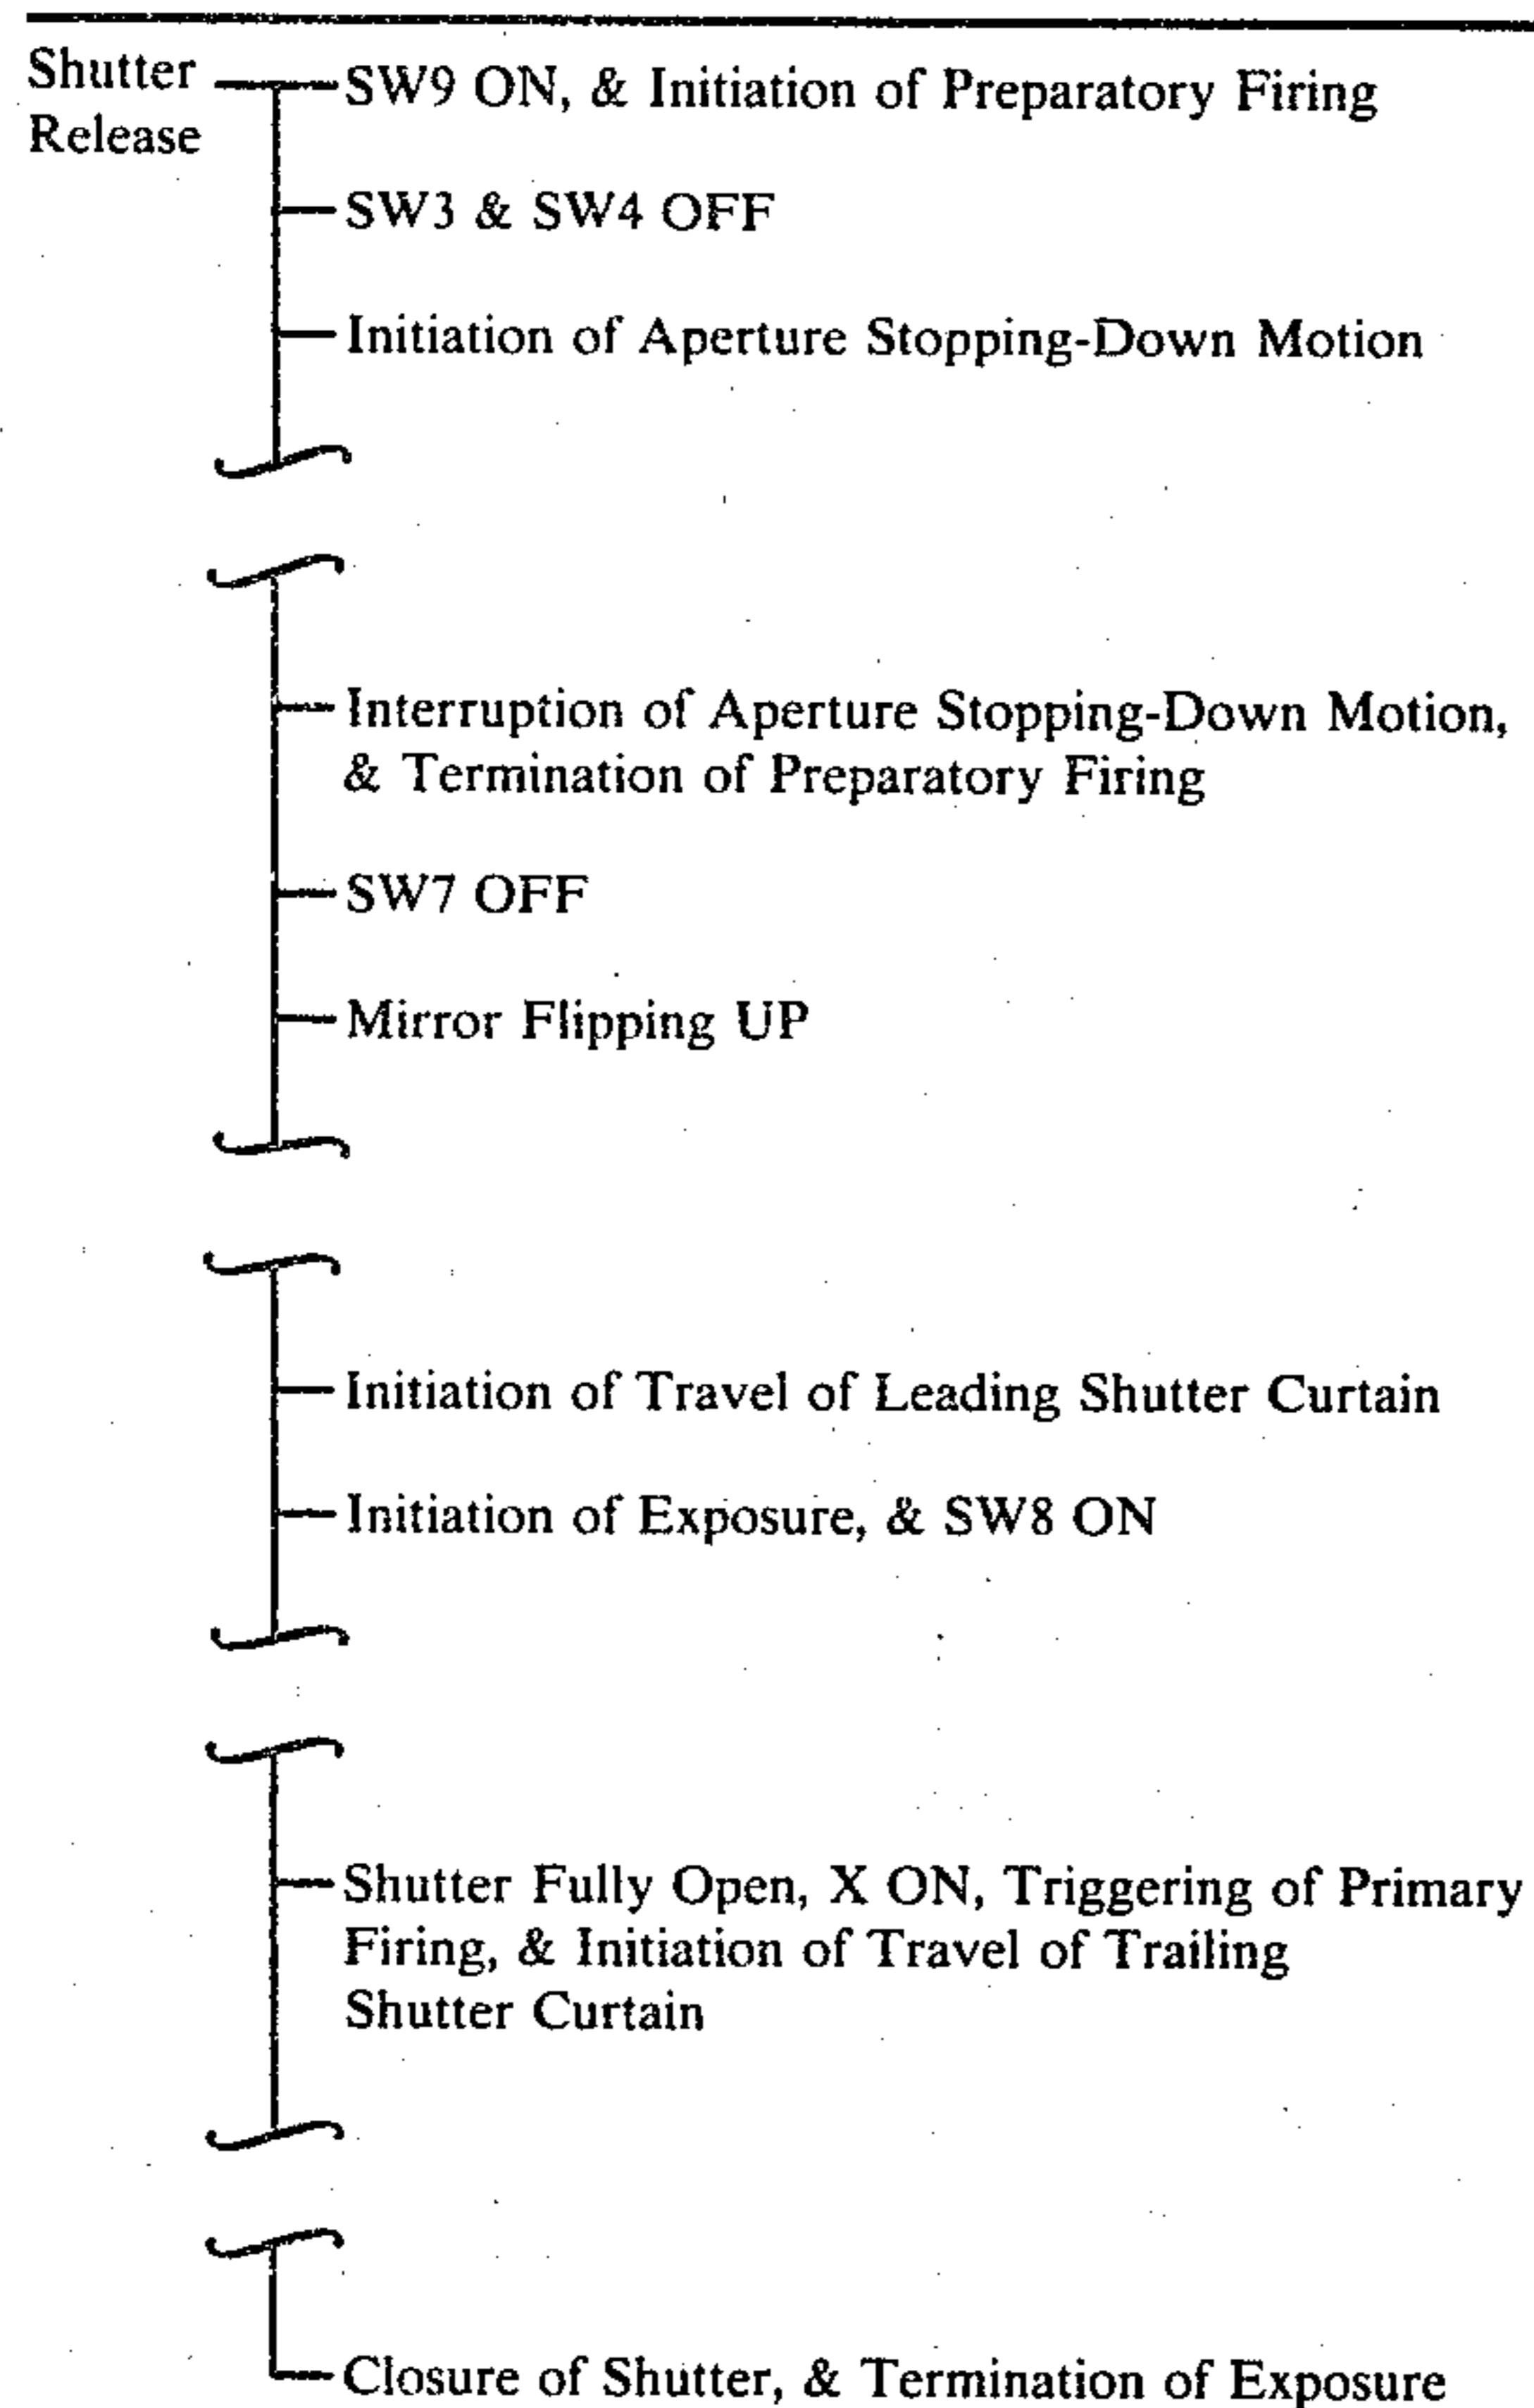 Shutter
Release
SW9 ON, & Initiation of Preparatory Firing
SW3 & SW4 OFF
Initiation of Aperture Stopping-Down Motion
Interruption of Aperture Stopping-Down Motion,
& Termination of Preparatory Firing
SW7 OFF
Mirror Flipping UP
Initiation of Travel of Leading Shutter Curtain
Initiation of Exposure, & SW8 ON
Shutter Fully Open, X ON, Triggering of Primary
Firing, & Initiation of Travel of Trailing
Shutter Curtain
Closure of Shutter, & Termination of Exposure